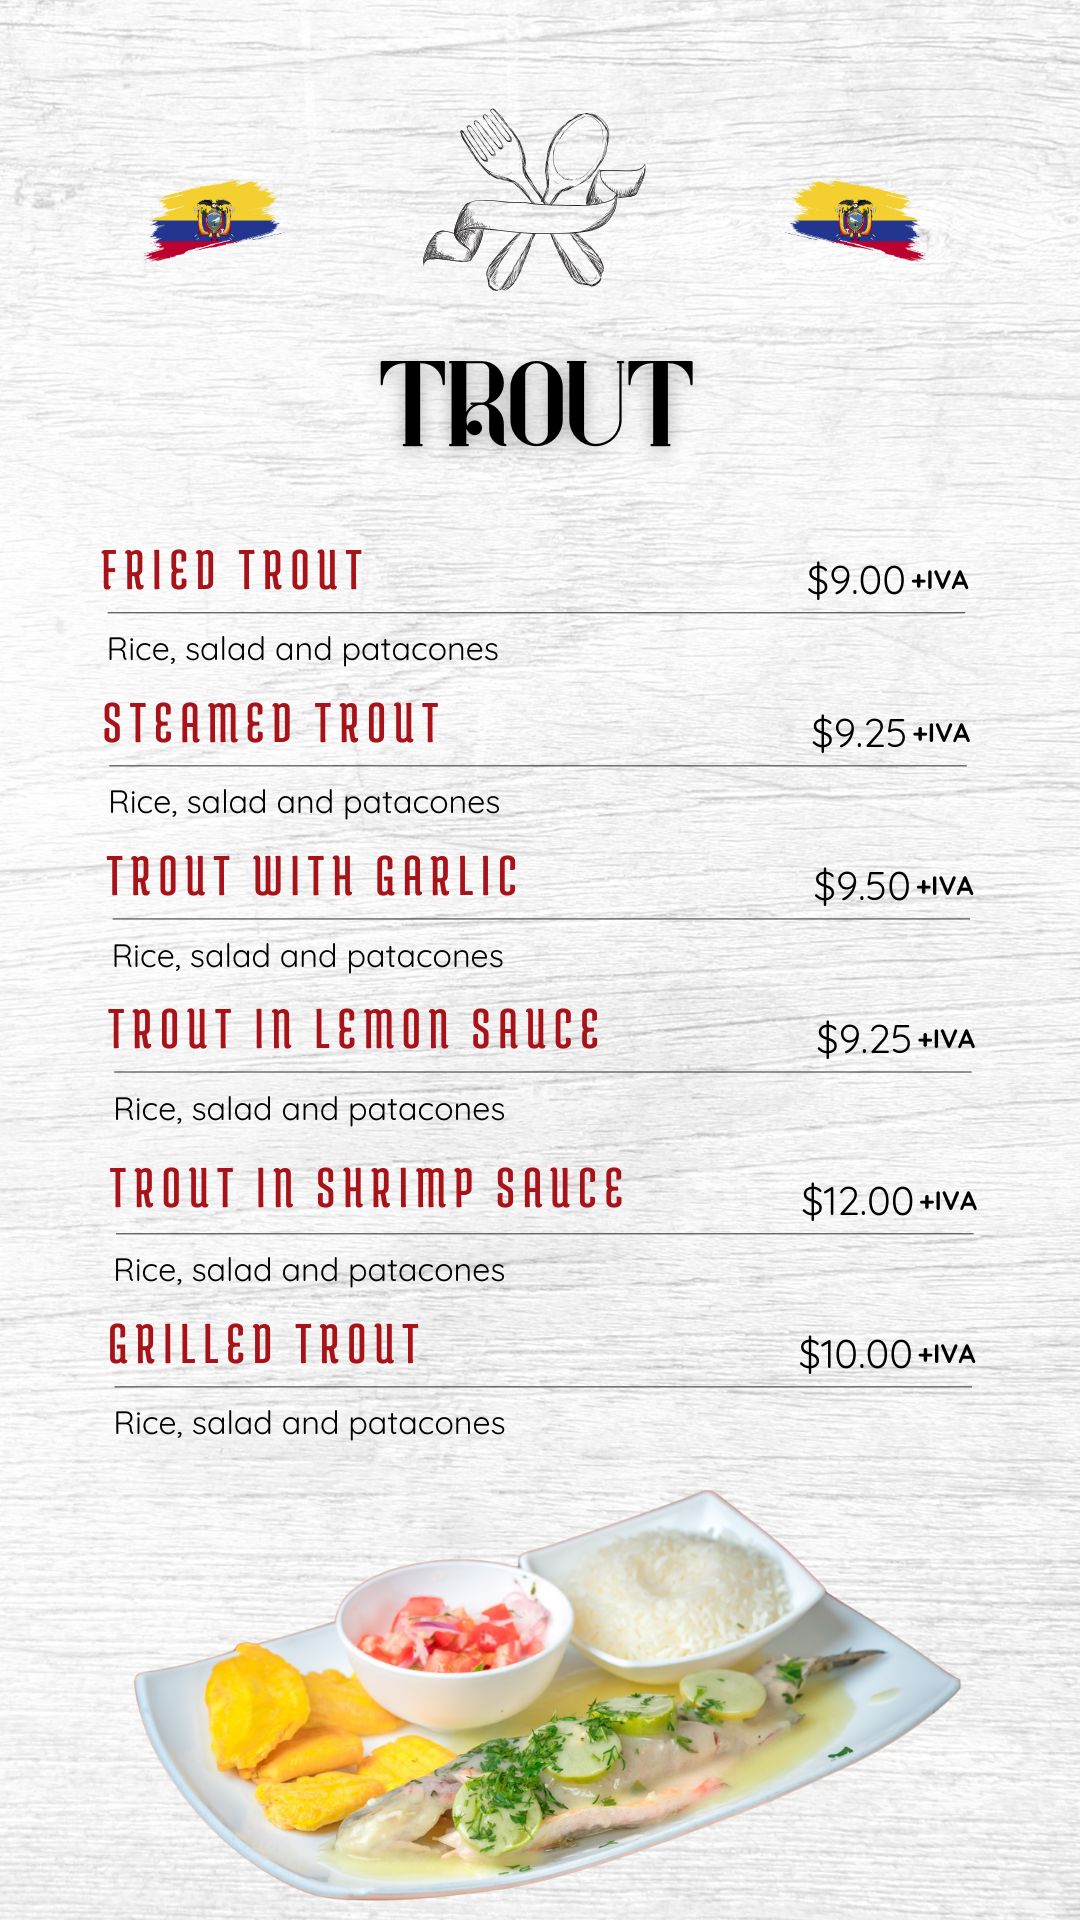 TROUT
FRIED TROUT
$9.00 +IVA
Rice, salad and patacones
STEAMED TROUT
$9.25 +IVA
Rice, salad and patacones
TROUT WITH GARLIC
$9.50 +IVA
Rice, salad and patacones
TROUT IN LEMON SAUCE
$9.25 +IVA
Rice, salad and patacones
TROUT IN SHRIMP SAUCE
$12.00 +IVA
Rice, salad and patacones
GRILLED TROUT
$10.00 +IVA
Rice, salad and patacones